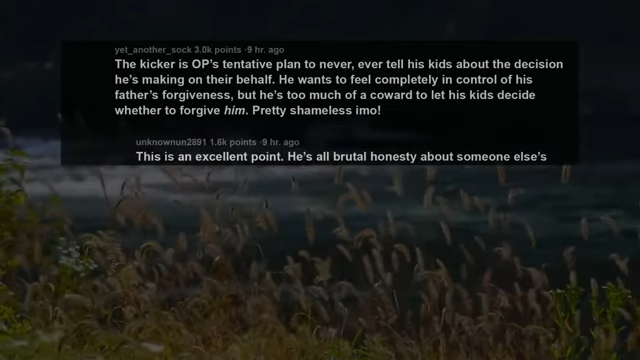 yet_another_sock 3.0k points ·9 hr. ago
The kicker is OP's tentative plan to never, ever tell his kids about the decision
he's making on their behalf. He wants to feel completely in control of his
father's forgiveness, but he's too much of a coward to let his kids decide
whether to forgive him. Pretty shameless imo!
unknownun2891 1.6k points ·9 hr. ago
This is an excellent point. He's all brutal honesty about someone else's